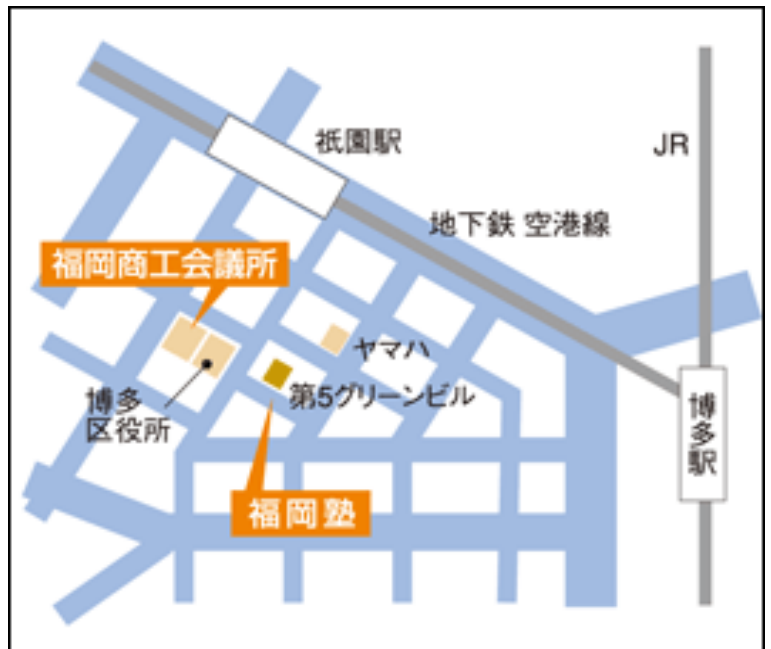 祇園駅
JR
地下鉄 空港線
福岡商工会議所
ヤマハ
博多
区役所
第5グリーンビル
博多駅
福岡塾